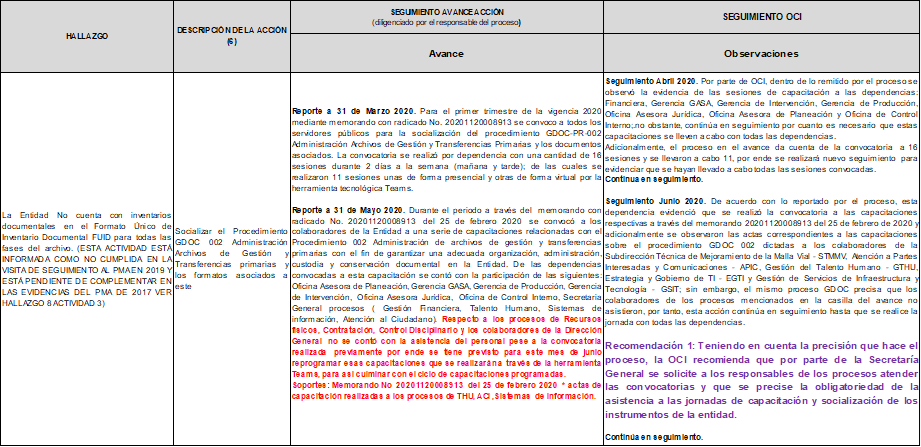 HALLAZGO
DESCRIPCIÓN DE LA ACCIÓN
(S)
SEGUIMIENTO AVANCE ACCIÓN
(diligenciado por el responsable del proceso)
SEGUIMIENTO OCI
Avance
Observaciones
La Entidad No cuenta con inventarios
documentales en el Formato Único de
Inventario Documental FUID para todas las
fases del archivo. (ESTA ACTIVIDAD ESTÁ
INFORMADA COMO NO CUMPLIDA EN LA
VISITA DE SEGUIMIENTO AL PMA EN 2019 Y
ESTÁ PENDIENTE DE COMPLEMENTAR EN
LAS EVIDENCIAS DEL PMA DE 2017 VER
HALLAZGO 8 ACTIVIDAD 3)
Socializar el Procedimiento
GDOC 002 Administración
Archivos de Gestión y
Transferencias primarias y
los formatos asociados a
este
Reporte a 31 de Marzo 2020. Para el primer trimestre de la vigencia 2020
mediante memorando con radicado No. 20201120008913 se convoco a todos
los servidores públicos para la socialización del procedimiento GDOC-PR-002
Administración Archivos de Gestión y Transferencias Primarias y los documentos
asociados. La convocatoria se realizó por dependencia con una cantidad de 16
sesiones durante 2 días a la semana (mañana y tarde); de las cuales se
realizaron 11 sesiones unas de forma presencial y otras de forma virtual por la
herramienta tecnológica Teams.
Reporte a 31 de Mayo 2020. Durante el periodo a través del memorando con
radicado No. 20201120008913 del 25 de febrero 2020 se convocó a los
colaboradores de la Entidad a una serie de capacitaciones relacionadas con el
Procedimiento 002 Administración de archivos de gestión y transferencias
primarias con el fin de garantizar una adecuada organización, administración,
custodia y conservación documental en la Entidad. De las dependencias
convocadas a esta capacitación se contó con la participación de las siguientes:
Oficina Asesora de Planeación, Gerencia GASA, Gerencia de Producción, Gerencia
de Intervención, Oficina Asesora Jurídica, Oficina de Control Interno, Secretaria
General procesos ( Gestión Financiera, Talento Humano, Sistemas de
información, Atención al Ciudadano). Respecto a los procesos de Recursos
físicos, Contratación, Control Disciplinario y los colaboradores de la Dirección
General no se contó con la asistencia del personal pese a la convocatoria
realizada previamente por ende se tiene previsto para este mes de junio
reprogramar esas capacitaciones que se realizarán a través de la herramienta
Teams, para así culminar con el ciclo de capacitaciones programadas.
Soportes: Memorando No 20201120008913 del 25 de febrero 2020 * actas de
capacitación realizadas a los procesos de THU, ACI ,Sistemas de Información.
Seguimiento Abril 2020. Por parte de OCI, dentro de lo remitido por el proceso se
observó la evidencia de las sesiones de capacitación a las dependencias:
Financiera, Gerencia GASA, Gerencia de Intervención, Gerencia de Producción,
Oficina Asesora Jurídica, Oficina Asesora de Planeación y Oficina de Control
Interno;,no obstante, continúa en seguimiento por cuanto es necesario que estas
capacitaciones se lleven a cabo con todas las dependencias.
Adicionalmente, el proceso en el avance da cuenta de la convocatoria a 16
sesiones y se llevaron a cabo 11, por ende se realizará nuevo seguimiento para
evidenciar que se hayan llevado a cabo todas las sesiones convocadas.
Continua en seguimiento.
Seguimiento Junio 2020. De acuerdo con lo reportado por el proceso, esta
dependencia evidenció que se realizó la convocatoria a las capacitaciones
respectivas a través del memorando 20201120008913 del 25 de febrero de 2020 y
adicionalmente se observaron las actas correspondientes a las capacitaciones
sobre el procedimiento GDOC 002 dictadas a los colaboradores de la
Subdirección Técnica de Mejoramiento de la Malla Vial - STMMV, Atención a Partes
Interesadas y Comunicaciones - APIC, Gestión del Talento Humano - GTHU,
Estrategia y Gobierno de TI - EGTI y Gestión de Servicios de Infraestructura y
Tecnología - GSIT; sin embargo, el mismo proceso GDOC precisa que los
colaboradores de los procesos mencionados en la casilla del avance no
asistieron, por tanto, esta acción continúa en seguimiento hasta que se realice la
jornada con todas las dependencias.
Recomendación 1: Teniendo en cuenta la precisión que hace el
proceso, la OCI recomienda que por parte de la Secretaría
General se solicite a los responsables de los procesos atender
las convocatorias y que se precise la obligatoriedad de la
asistencia a las jornadas de capacitación y socialización de los
instrumentos de la entidad.
Continúa en seguimiento.